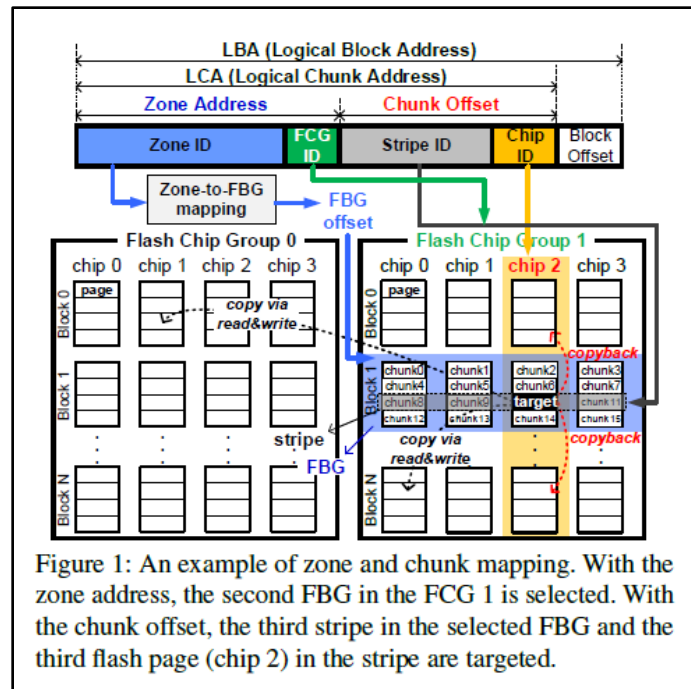 LBA (Logical Block Address)
LCA (Logical Chunk Address)
Zone Address
Chunk Offset
Zone ID
FCG ID
Stripe ID
Chip ID
Block Offset
Zone-to-FBG mapping
FBG offset
Flash Chip Group 0
Flash Chip Group 1
chip 0 chip 1 chip 2 chip 3
chip 0 chip 1 chip 2 chip 3
Block 0
page
copy via read&write
Block 0
page
copyback
Block 1
Block 1
chunk0 chunk1 chunk2 chunk3
chunk4 chunk5 chunk6 chunk7
chunk8 chunk9 target chunk11
chunk12 chunk13 chunk14 chunk15
stripe
FBG
copy via read&write
copyback
Block N
Block N
Figure 1: An example of zone and chunk mapping. With the
zone address, the second FBG in the FCG 1 is selected. With
the chunk offset, the third stripe in the selected FBG and the
third flash page (chip 2) in the stripe are targeted.